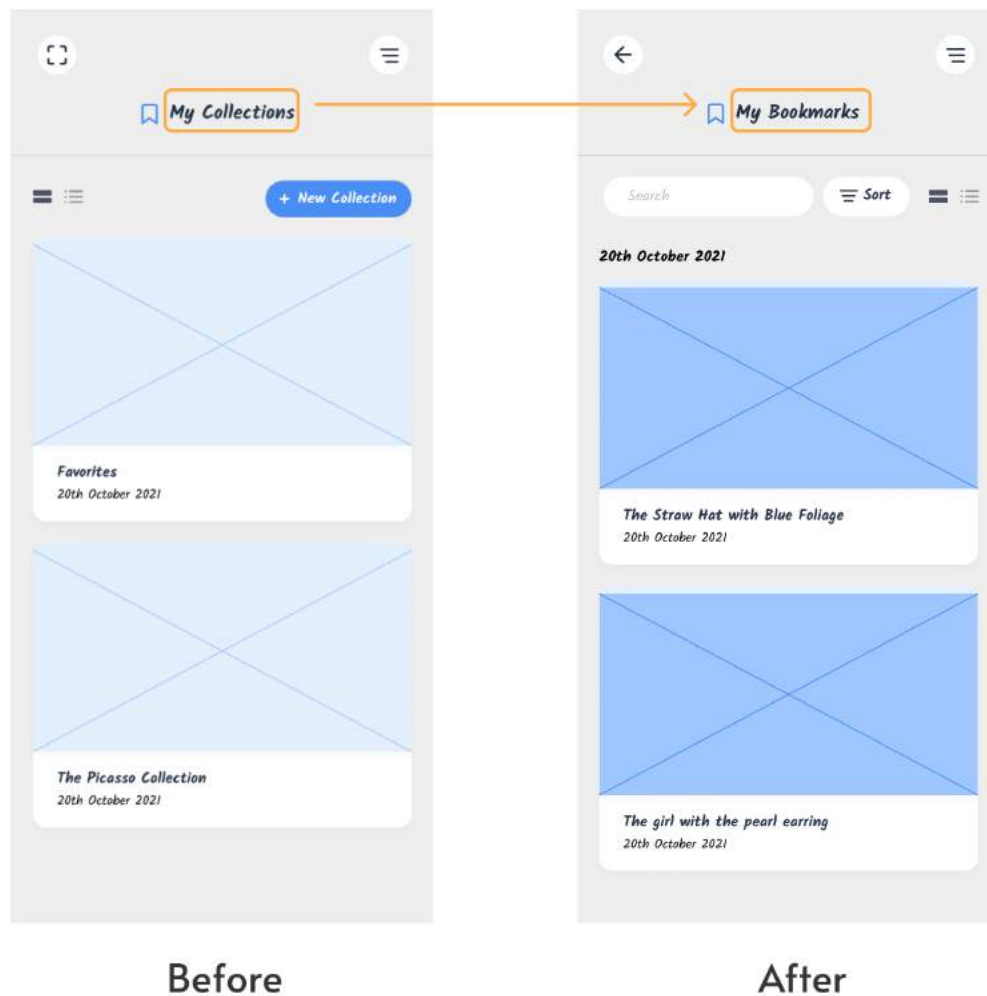 My Collections
+ New Collection
Favorites
20th October 2021
The Picasso Collection
20th October 2021
Before
My Bookmarks
Search
Sort
20th October 2021
The Straw Hat with Blue Foliage
20th October 2021
The girl with the pearl earring
20th October 2021
After